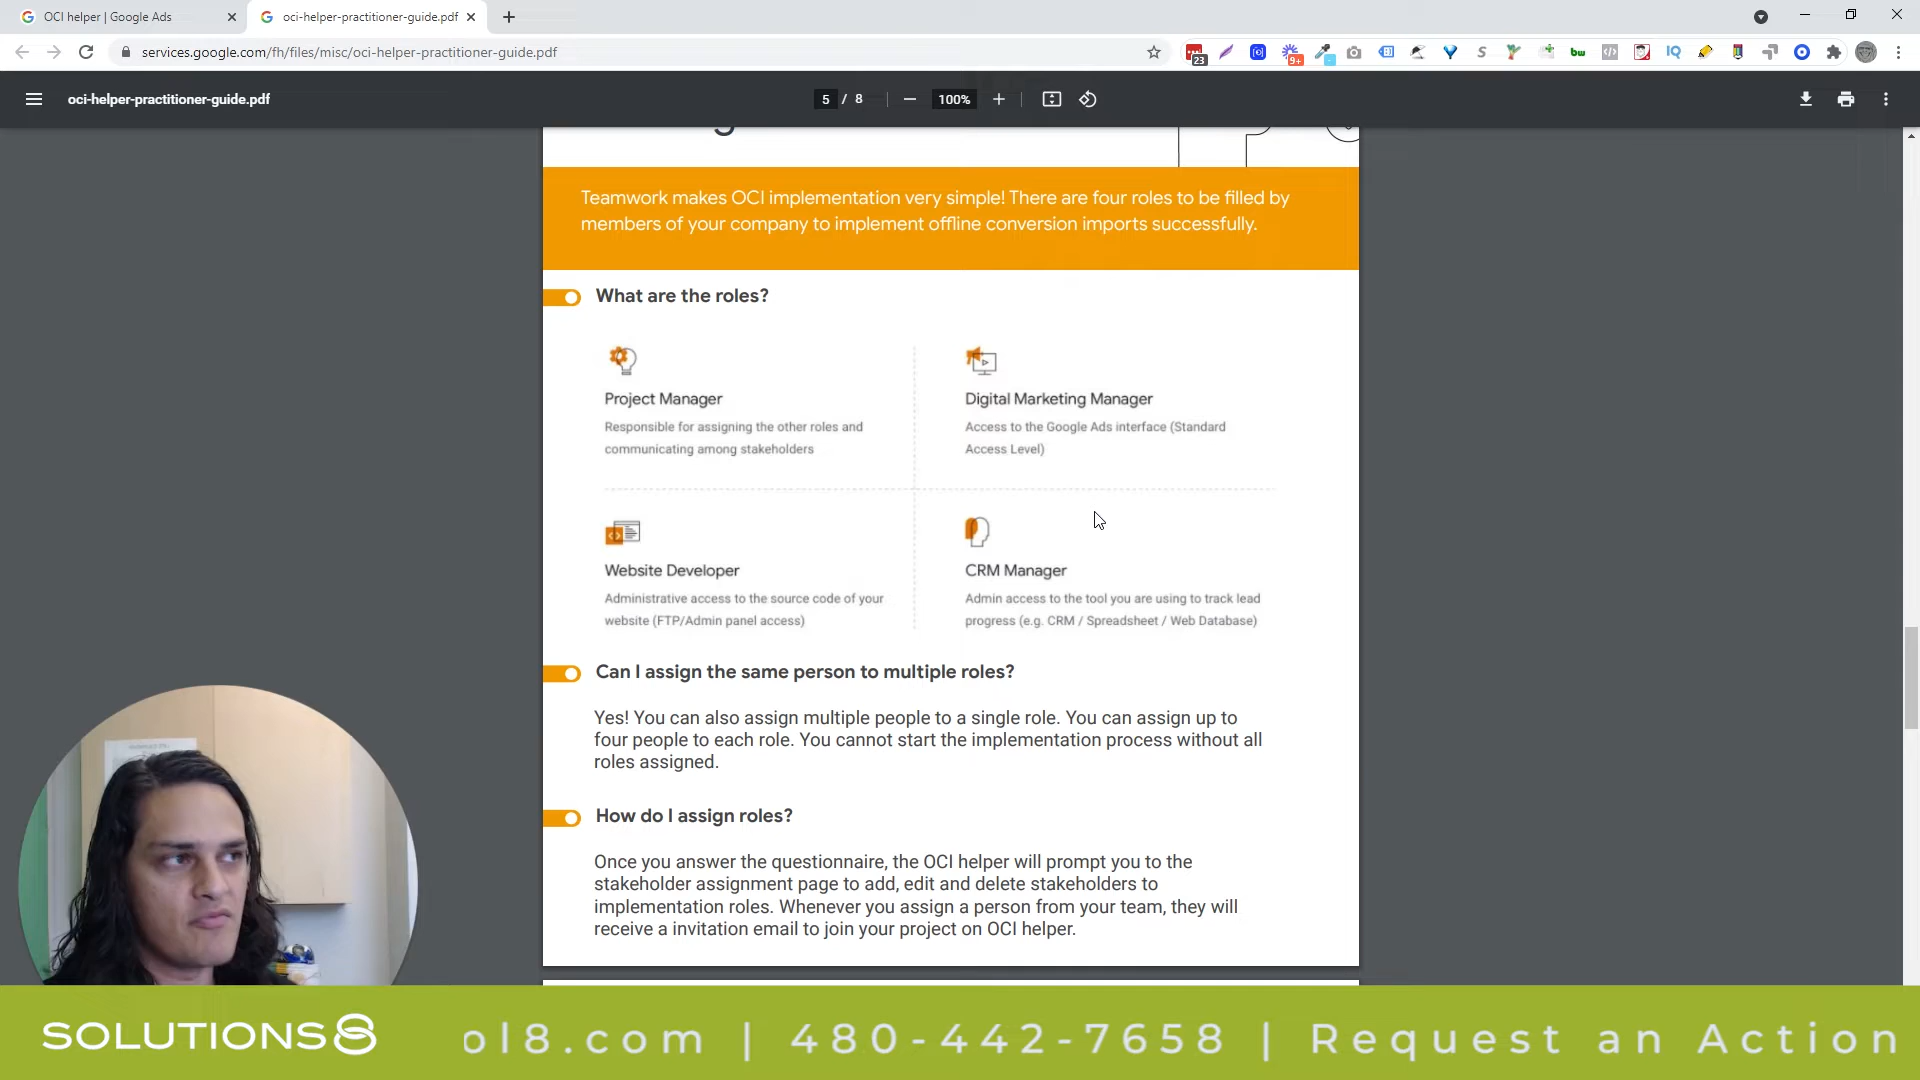 OCI helper | Google Ads
oci-helper-practitioner-guide.pdf
services.google.com/fh/files/misc/oci-helper-practitioner-guide.pdf
23
9+
bw
IQ
oci-helper-practitioner-guide.pdf
5 / 8
100%
Teamwork makes OCI implementation very simple! There are four roles to be filled by
members of your company to implement offline conversion imports successfully.
What are the roles?
Project Manager
Responsible for assigning the other roles and
communicating among stakeholders
Digital Marketing Manager
Access to the Google Ads interface (Standard
Access Level)
Website Developer
Administrative access to the source code of your
website (FTP/Admin panel access)
CRM Manager
Admin access to the tool you are using to track lead
progress (e.g. CRM / Spreadsheet / Web Database)
Can I assign the same person to multiple roles?
Yes! You can also assign multiple people to a single role. You can assign up to
four people to each role. You cannot start the implementation process without all
roles assigned.
How do I assign roles?
Once you answer the questionnaire, the OCI helper will prompt you to the
stakeholder assignment page to add, edit and delete stakeholders to
implementation roles. Whenever you assign a person from your team, they will
receive a invitation email to join your project on OCI helper.
SOLUTIONS8
ol8.com | 480-442-7658 | Request an Action